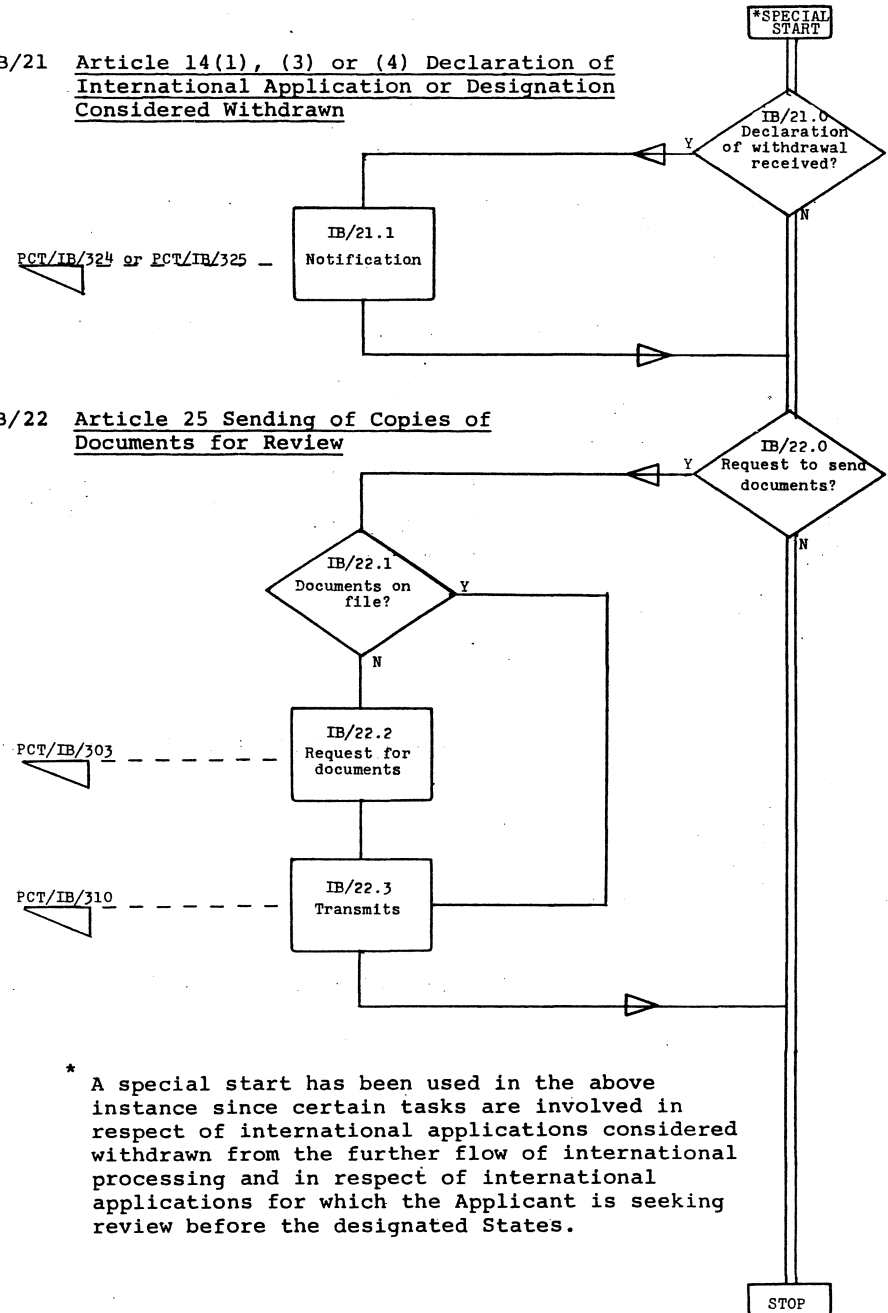 *SPECIAL
START
B/21 Article 14(1), (3) or (4) Declaration of
International Application or Designation
Considered Withdrawn
IB/21.0
Declaration
of withdrawal
received?
Y
N
IB/21.1
Notification
PCT/IB/324 or PCT/IB/325
B/22 Article 25 Sending of Copies of
Documents for Review
IB/22.0
Request to send
documents?
Y
N
IB/22.1
Documents on
file?
Y
N
IB/22.2
Request for
documents
PCT/IB/303
IB/22.3
Transmits
PCT/IB/310
* A special start has been used in the above
instance since certain tasks are involved in
respect of international applications considered
withdrawn from the further flow of international
processing and in respect of international
applications for which the Applicant is seeking
review before the designated States.
STOP